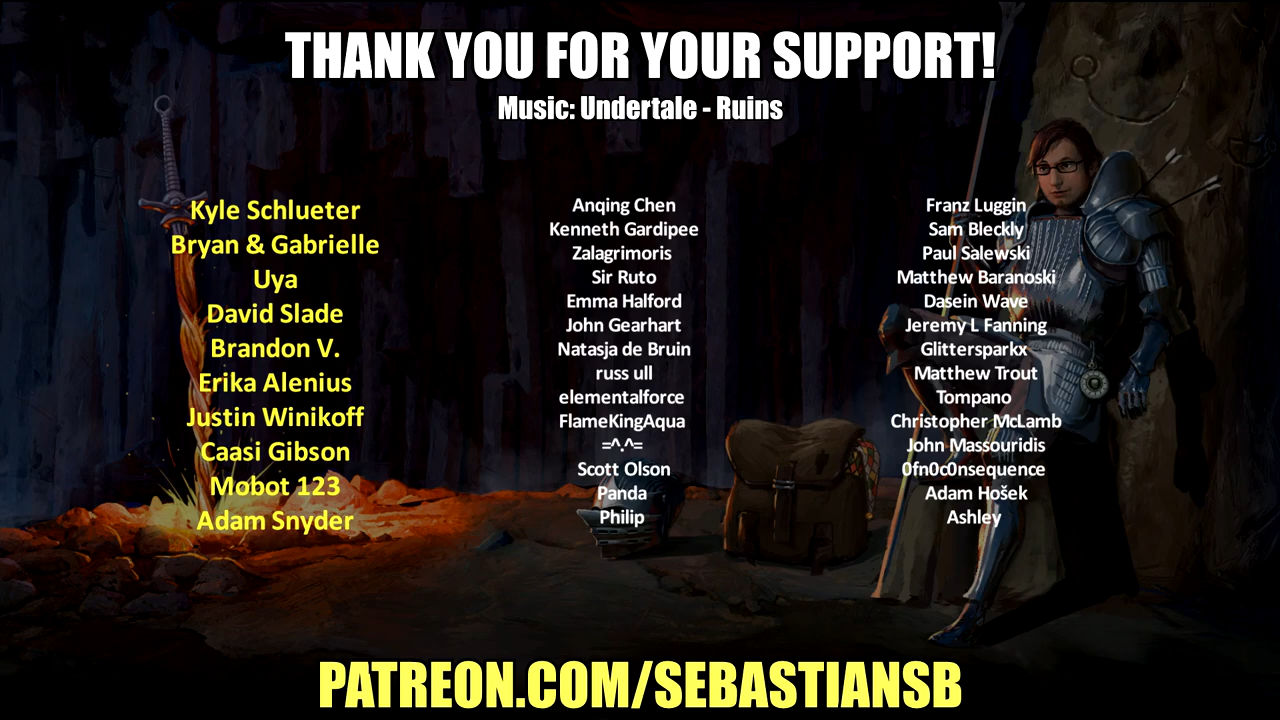 THANK YOU FOR YOUR SUPPORT!
Music: Undertale - Ruins
Kyle Schlueter
Bryan & Gabrielle
Uya
David Slade
Brandon V.
Erika Alenius
Justin Winikoff
Caasi Gibson
Mobot 123
Adam Snyder
Anqing Chen
Kenneth Gardipee
Zalagrimoris
Sir Ruto
Emma Halford
John Gearhart
Natasja de Bruin
russ ull
elementalforce
FlameKingAqua
=^.^=
Scott Olson
Panda
Philip
Franz Luggin
Sam Bleckly
Paul Salewski
Matthew Baranoski
Dasein Wave
Jeremy L Fanning
Glittersparkx
Matthew Trout
Tompano
Christopher McLamb
John Massouridis
0fn0c0nsequence
Adam Hošek
Ashley
PATREON.COM/SEBASTIANSB